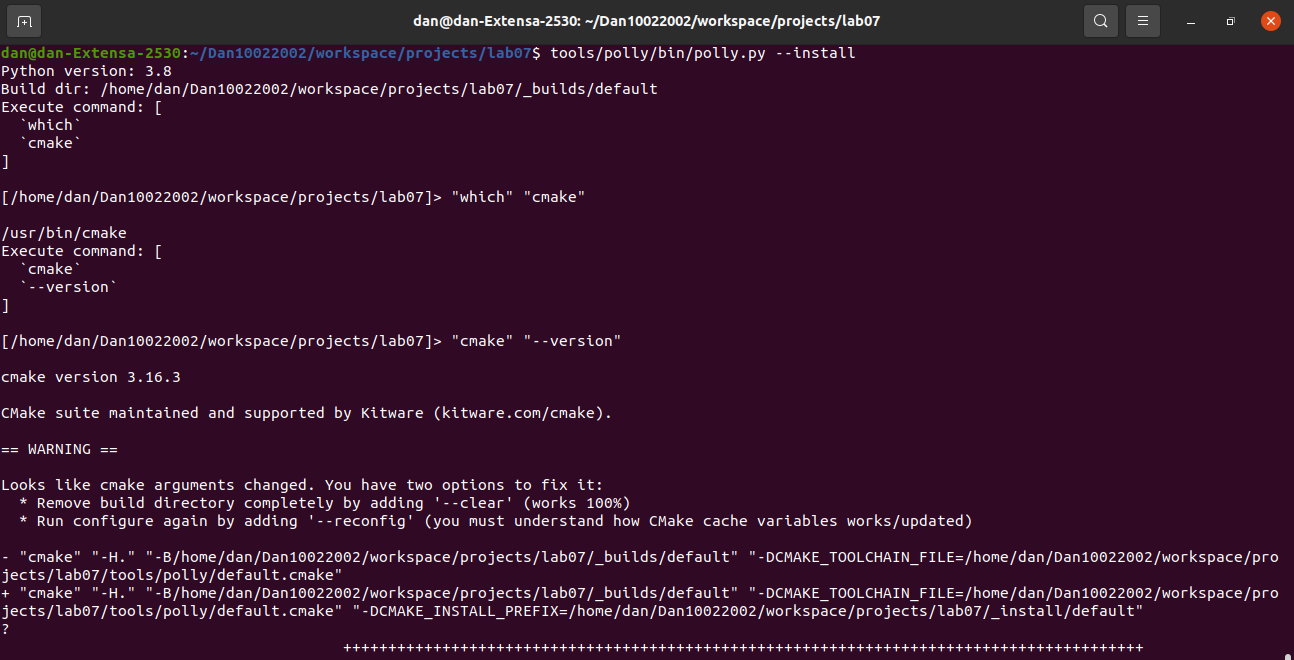 dan@dan-Extensa-2530: ~/Dan10022002/workspace/projects/lab07
dan@dan-Extensa-2530:~/Dan10022002/workspace/projects/lab07$ tools/polly/bin/polly.py --install
Python version: 3.8
Build dir: /home/dan/Dan10022002/workspace/projects/lab07/_builds/default
Execute command: [
  `which`
  `cmake`
]

[/home/dan/Dan10022002/workspace/projects/lab07]> "which" "cmake"

/usr/bin/cmake
Execute command: [
  `cmake`
  `--version`
]

[/home/dan/Dan10022002/workspace/projects/lab07]> "cmake" "--version"

cmake version 3.16.3

CMake suite maintained and supported by Kitware (kitware.com/cmake).

== WARNING ==

Looks like cmake arguments changed. You have two options to fix it:
  * Remove build directory completely by adding '--clear' (works 100%)
  * Run configure again by adding '--reconfig' (you must understand how CMake cache variables works/updated)

- "cmake" "-H." "-B/home/dan/Dan10022002/workspace/projects/lab07/_builds/default" "-DCMAKE_TOOLCHAIN_FILE=/home/dan/Dan10022002/workspace/pro
jects/lab07/tools/polly/default.cmake"
+ "cmake" "-H." "-B/home/dan/Dan10022002/workspace/projects/lab07/_builds/default" "-DCMAKE_TOOLCHAIN_FILE=/home/dan/Dan10022002/workspace/pro
jects/lab07/tools/polly/default.cmake" "-DCMAKE_INSTALL_PREFIX=/home/dan/Dan10022002/workspace/projects/lab07/_install/default"
?
                                      +++++++++++++++++++++++++++++++++++++++++++++++++++++++++++++++++++++++++++++++++++++++++